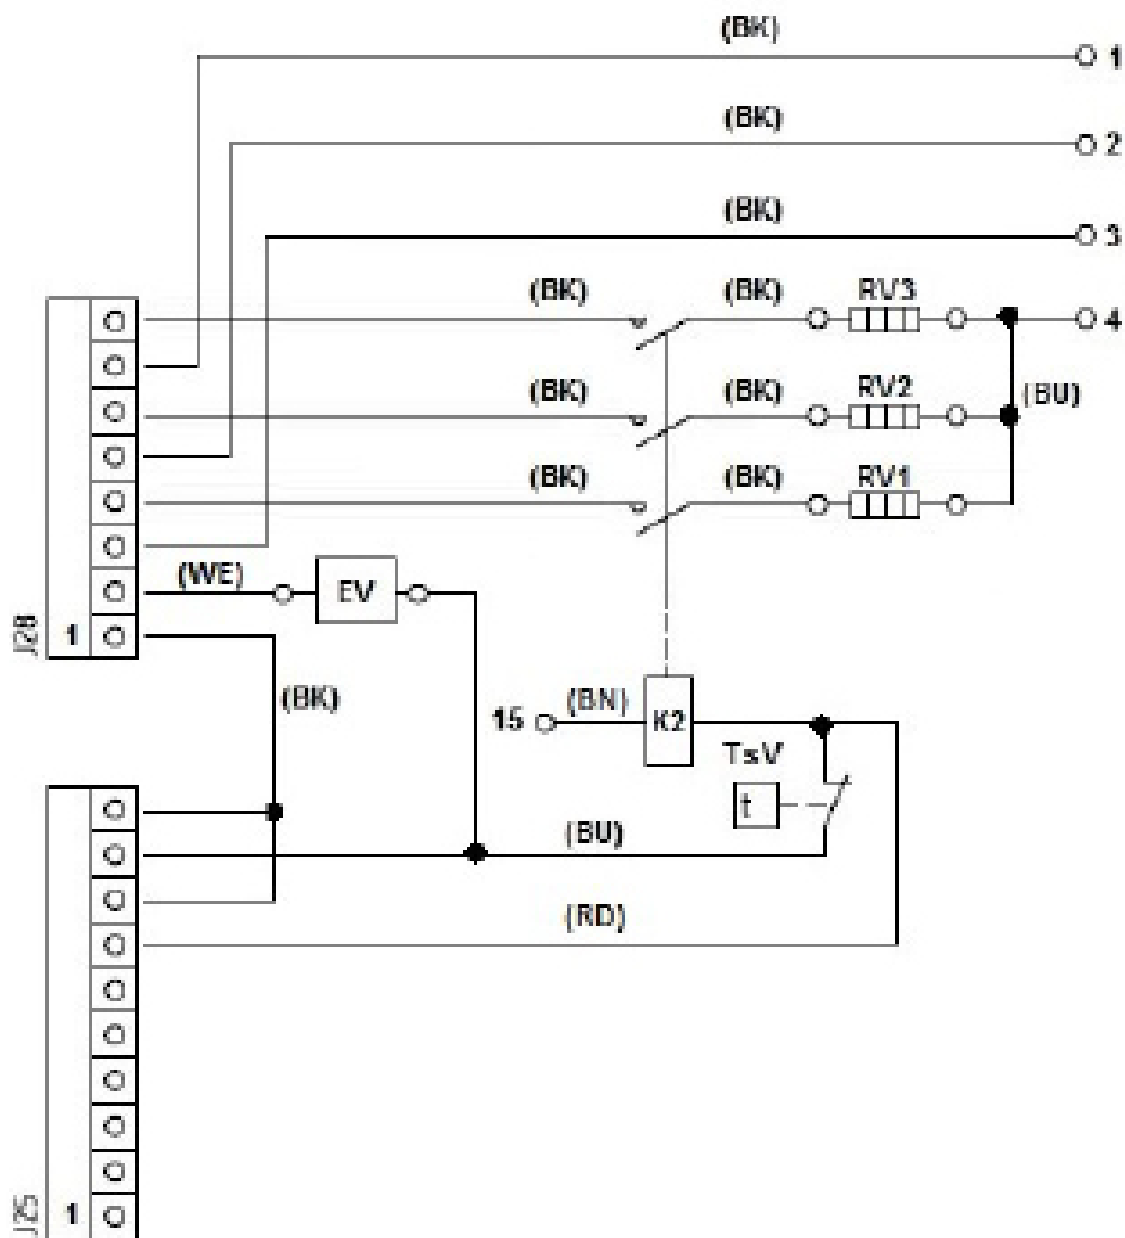 (BK)
1
(BK)
2
(BK)
3
(BK) (BK) RV3
4
(BK) (BK) RV2
(BU)
(BK) (BK) RV1
(WE)
EV
J28
1
(BK)
15 (BN) K2
TsV
t
(BU)
(RD)
J25
1